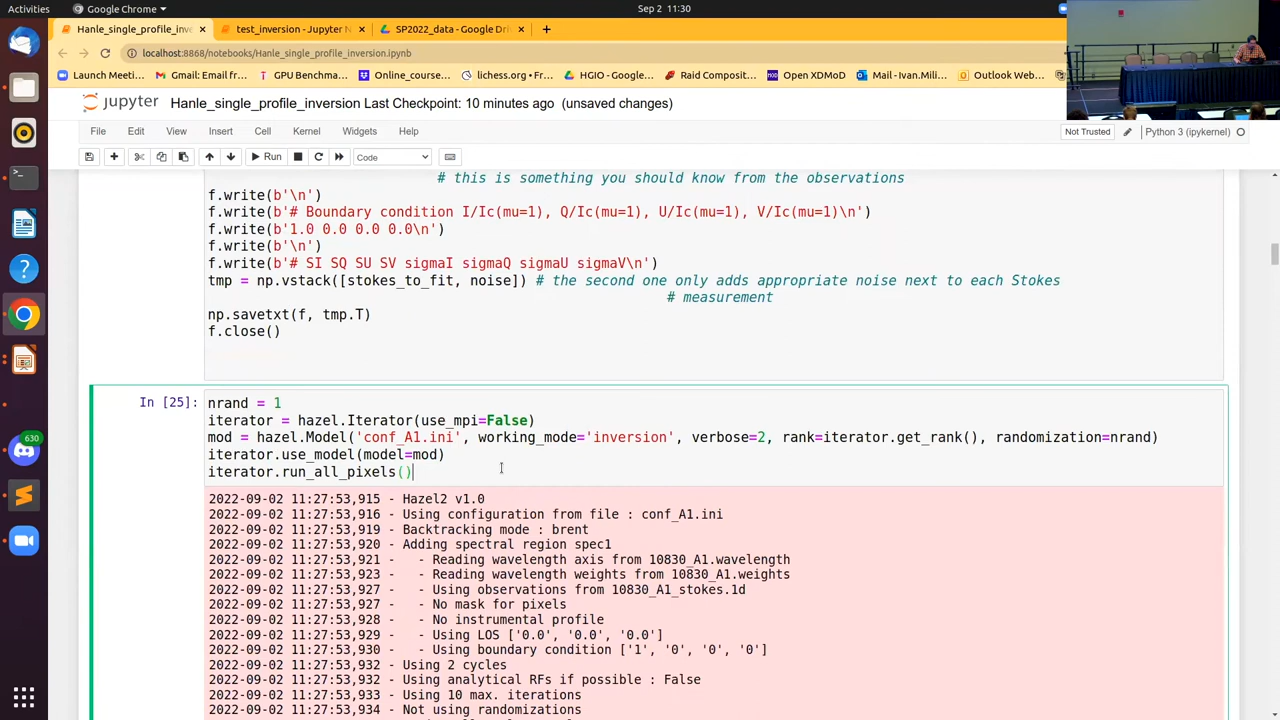 Activities
Google Chrome
Sep 2 11:30
Hanle_single_profile_inve
test_inversion - Jupyter N
SP2022_data - Google Dri
localhost:8868/notebooks/Hanle_single_profile_inversion.ipynb
Launch Meeti...
Gmail: Email fr...
GPU Benchma...
Online_course...
lichess.org • Fr...
HGIO - Google...
Raid Composit...
Open XDMoD
Mail - Ivan.Mili...
Outlook Web...
jupyter
Hanle_single_profile_inversion Last Checkpoint: 10 minutes ago (unsaved changes)
File Edit View Insert Cell Kernel Widgets Help
Not Trusted
Python 3 (ipykernel)
Run
Code
# this is something you should know from the observations
f.write(b'\n')
f.write(b'# Boundary condition I/Ic(mu=1), Q/Ic(mu=1), U/Ic(mu=1), V/Ic(mu=1)\n')
f.write(b'1.0 0.0 0.0 0.0\n')
f.write(b'\n')
f.write(b'# SI SQ SU SV sigmaI sigmaQ sigmaU sigmaV\n')
tmp = np.vstack([stokes_to_fit, noise]) # the second one only adds appropriate noise next to each Stokes
# measurement
np.savetxt(f, tmp.T)
f.close()
In [25]:
nrand = 1
iterator = hazel.Iterator(use_mpi=False)
mod = hazel.Model('conf_A1.ini', working_mode='inversion', verbose=2, rank=iterator.get_rank(), randomization=nrand)
iterator.use_model(model=mod)
iterator.run_all_pixels()
2022-09-02 11:27:53,915 - Hazel2 v1.0
2022-09-02 11:27:53,916 - Using configuration from file : conf_A1.ini
2022-09-02 11:27:53,919 - Backtracking mode : brent
2022-09-02 11:27:53,920 - Adding spectral region spec1
2022-09-02 11:27:53,921 -   - Reading wavelength axis from 10830_A1.wavelength
2022-09-02 11:27:53,923 -   - Reading wavelength weights from 10830_A1.weights
2022-09-02 11:27:53,927 -   - Using observations from 10830_A1_stokes.1d
2022-09-02 11:27:53,927 -   - No mask for pixels
2022-09-02 11:27:53,928 -   - No instrumental profile
2022-09-02 11:27:53,929 -   - Using LOS ['0.0', '0.0', '0.0']
2022-09-02 11:27:53,930 -   - Using boundary condition ['1', '0', '0', '0']
2022-09-02 11:27:53,932 - Using 2 cycles
2022-09-02 11:27:53,932 - Using analytical RFs if possible : False
2022-09-02 11:27:53,933 - Using 10 max. iterations
2022-09-02 11:27:53,934 - Not using randomizations
630